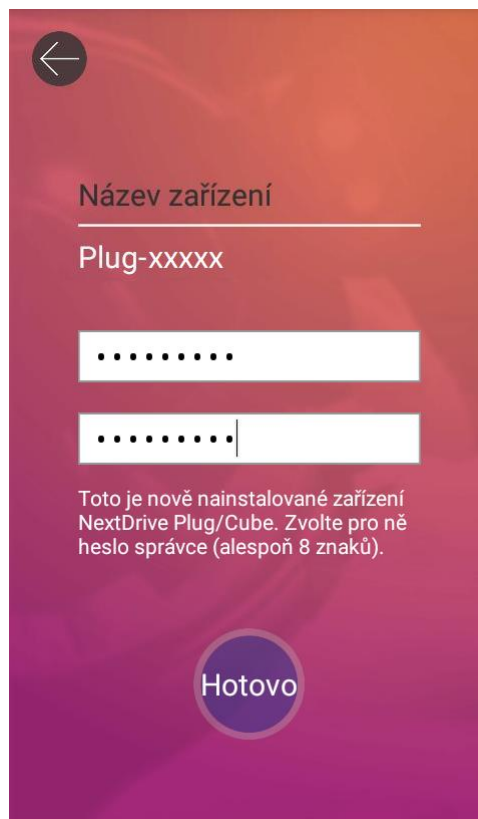 Název zařízení
Plug-xxxxx
•••••••••
•••••••••
Toto je nově nainstalované zařízení
NextDrive Plug/Cube. Zvolte pro ně
heslo správce (alespoň 8 znaků).
Hotovo